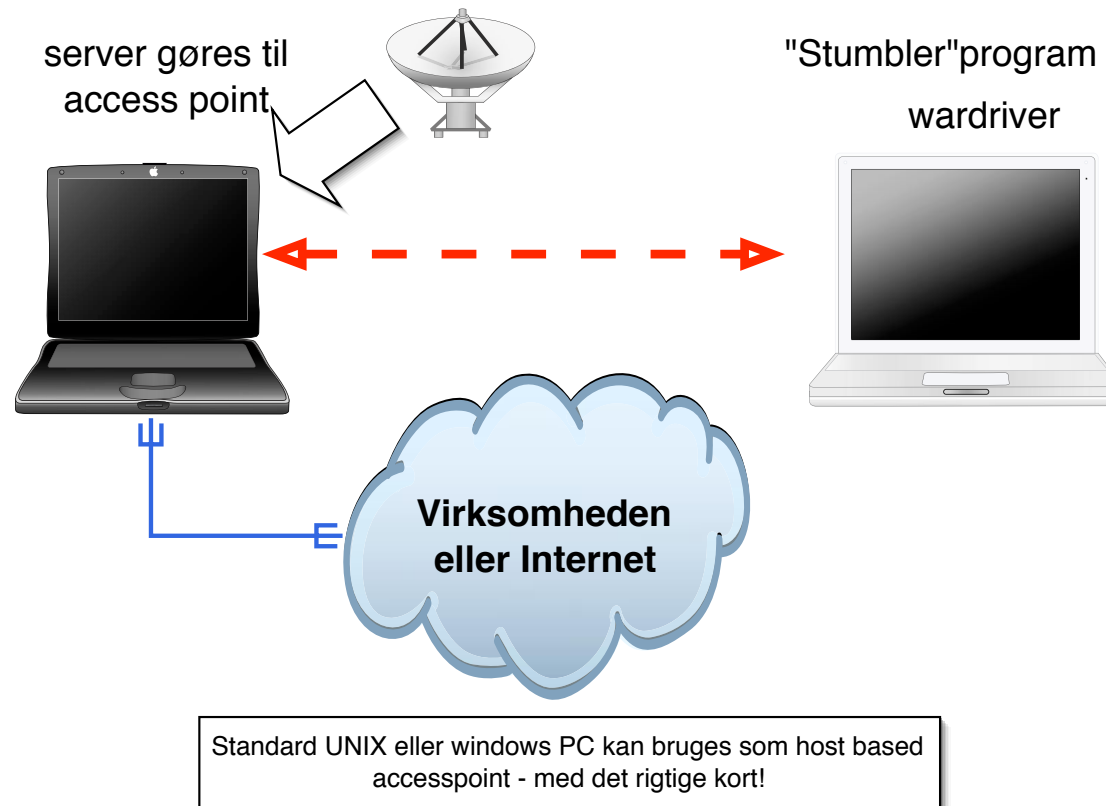 server gøres til
access point
"Stumbler"program
wardriver
Virksomheden
eller Internet
Standard UNIX eller windows PC kan bruges som host based
accesspoint - med det rigtige kort!